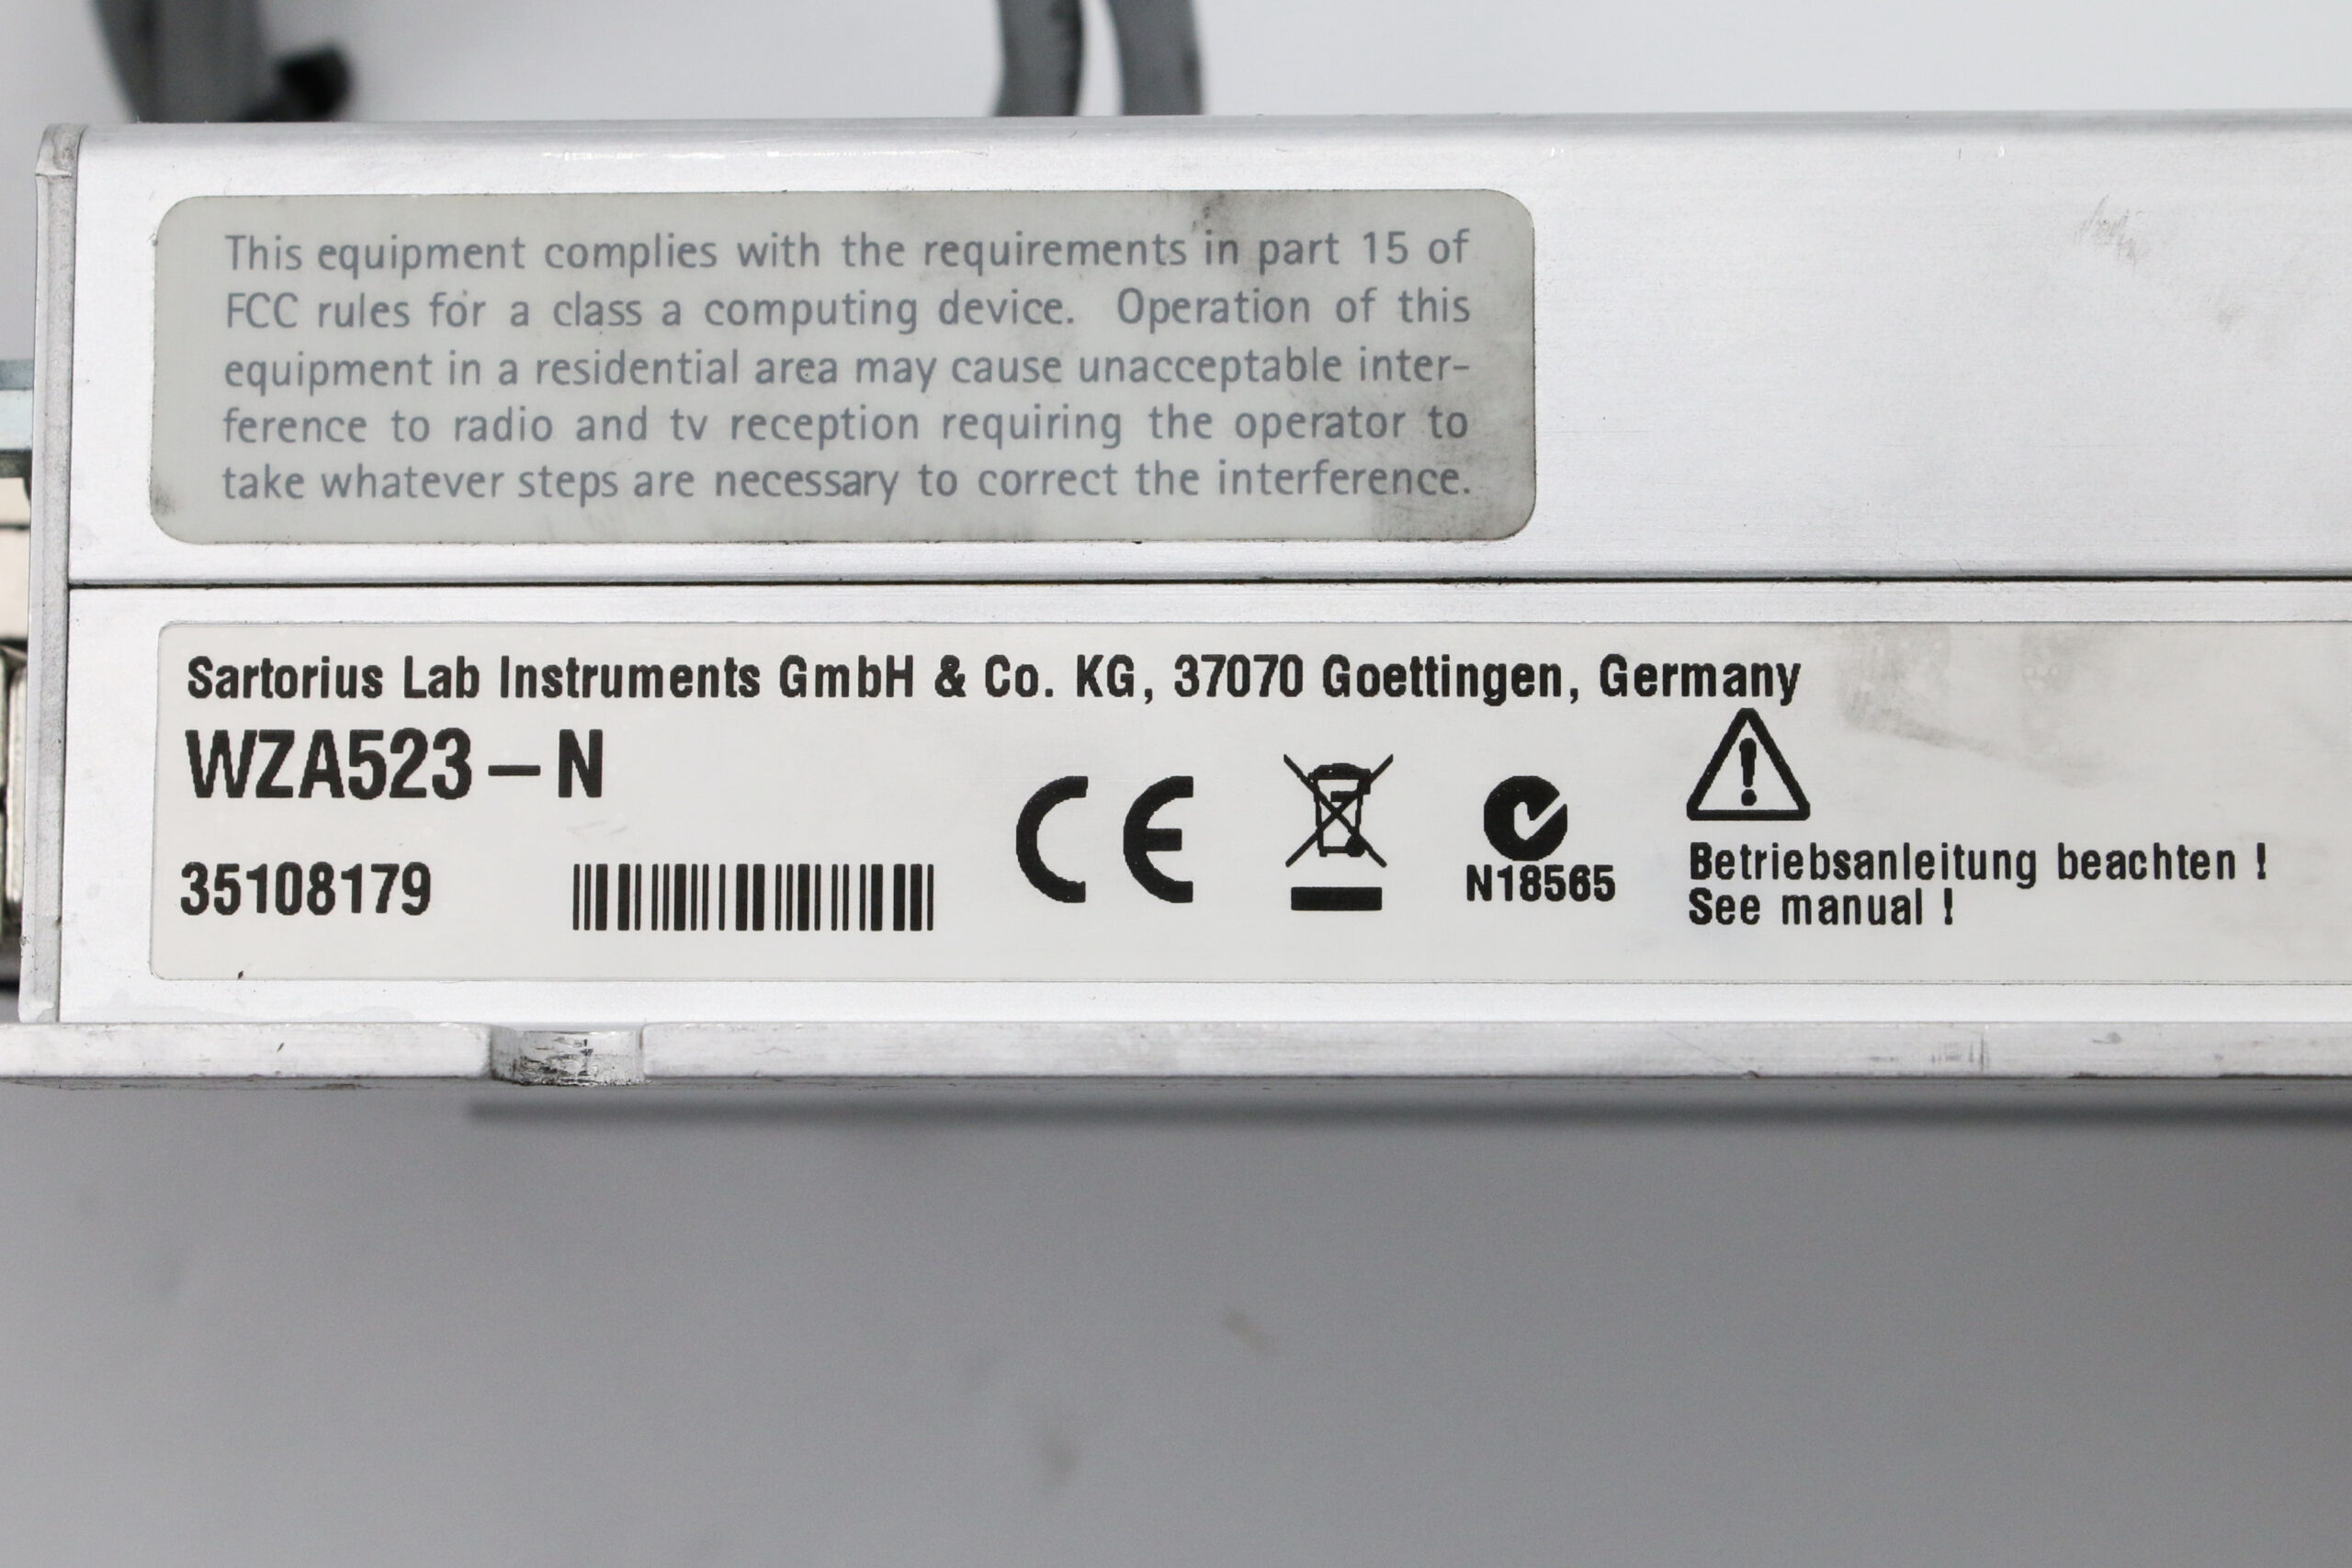 This equipment complies with the requirements in part 15 of
FCC rules for a class a computing device. Operation of this
equipment in a residential area may cause unacceptable inter-
ference to radio and tv reception requiring the operator to
take whatever steps are necessary to correct the interference.
Sartorius Lab Instruments GmbH & Co. KG, 37070 Goettingen, Germany
WZA523-N
35108179
CE
N18565
Betriebsanleitung beachten !
See manual !